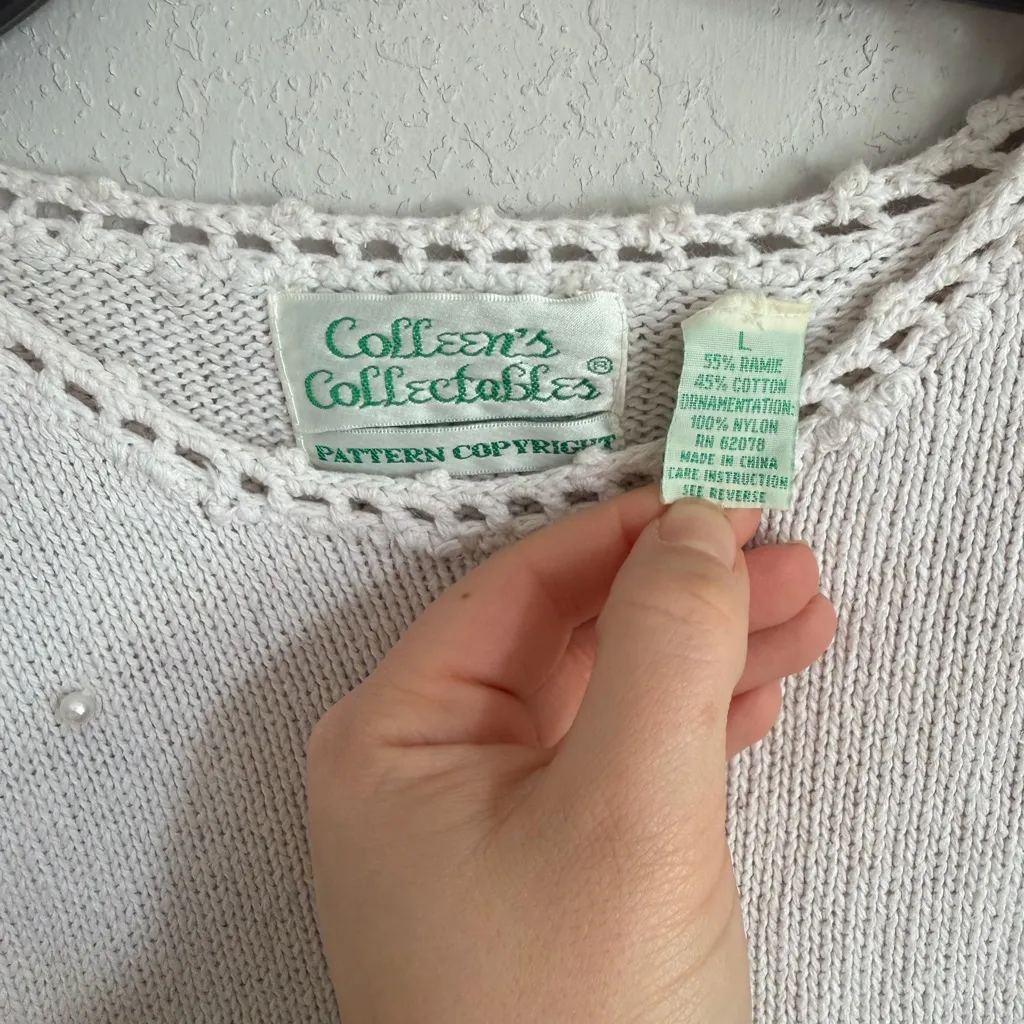 Colleen's
Collectables®
PATTERN COPYRIGHT
L
55% RAMIE
45% COTTON
ORNAMENTATION:
100% NYLON
RN 62078
MADE IN CHINA
CARE INSTRUCTION
SEE REVERSE